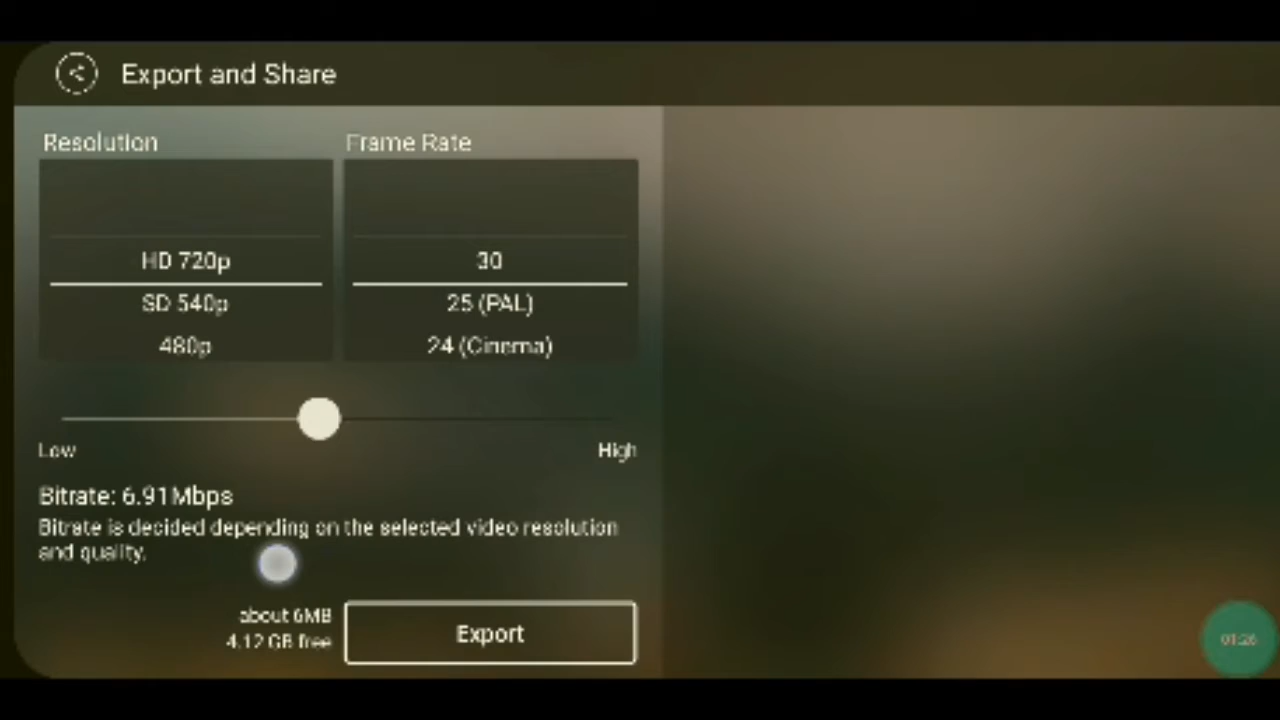 Export and Share
Resolution
Frame Rate
HD 720p
30
SD 540p
25 (PAL)
480p
24 (Cinema)
Low
High
Bitrate: 6.91Mbps
Bitrate is decided depending on the selected video resolution
and quality.
about 6MB
4.12 GB free
Export
01:26